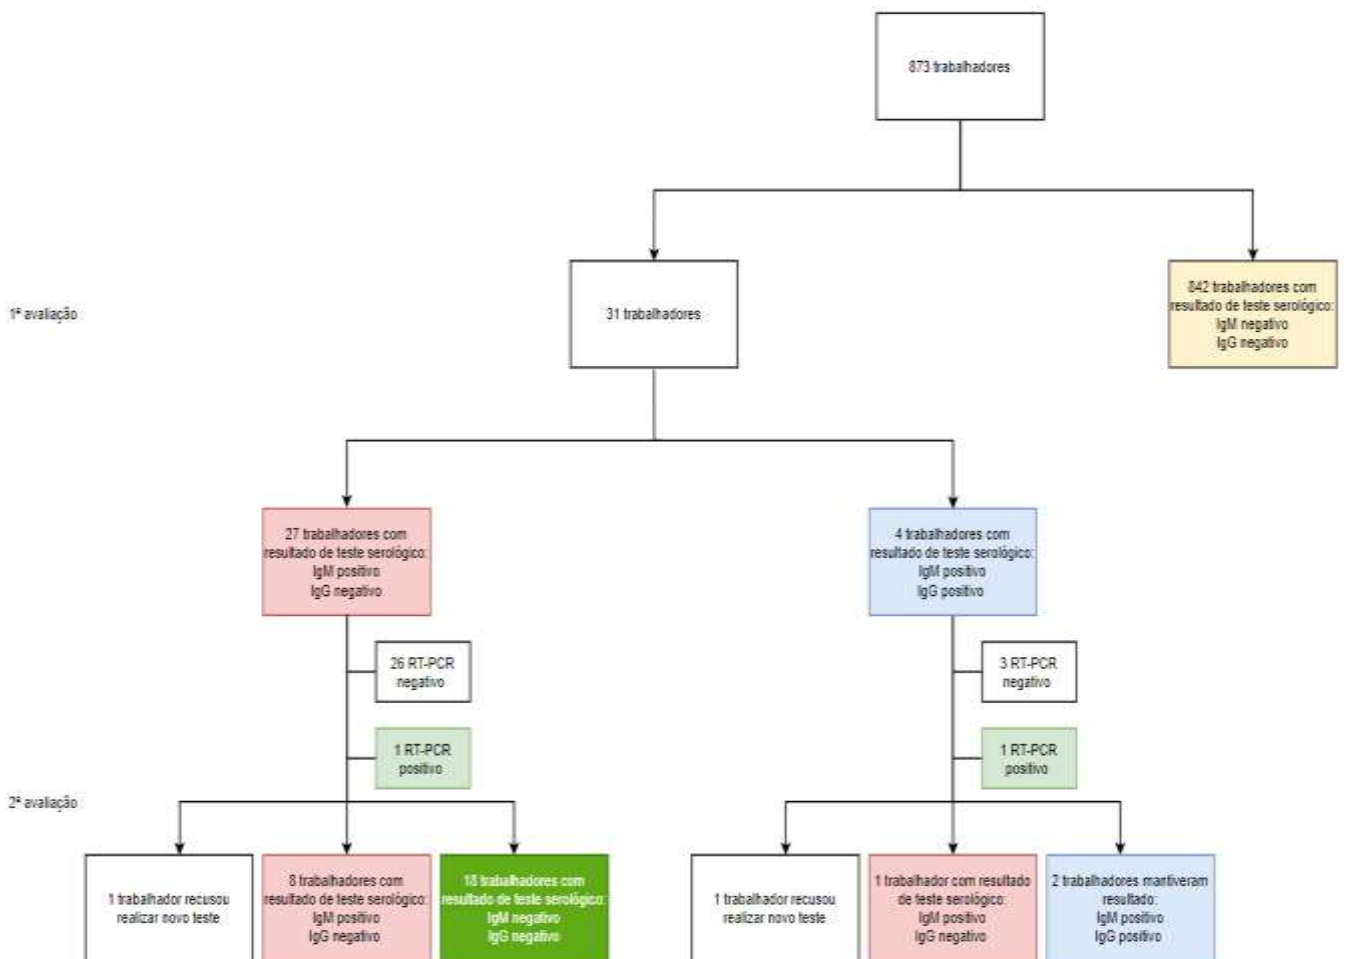 873 trabalhadores
1ª avaliação
31 trabalhadores
842 trabalhadores com
resultado de teste serológico:
IgM negativo
IgG negativo
27 trabalhadores com
resultado de teste serológico:
IgM positivo
IgG negativo
4 trabalhadores com
resultado de teste serológico:
IgM positivo
IgG positivo
26 RT-PCR
negativo
3 RT-PCR
negativo
1 RT-PCR
positivo
1 RT-PCR
positivo
2ª avaliação
1 trabalhador recusou
realizar novo teste
8 trabalhadores com
resultado de teste serológico:
IgM positivo
IgG negativo
18 trabalhadores com
resultado de teste serológico:
IgM negativo
IgG negativo
1 trabalhador recusou
realizar novo teste
1 trabalhador com resultado
de teste serológico:
IgM positivo
IgG negativo
2 trabalhadores mantiveram
resultado:
IgM positivo
IgG positivo